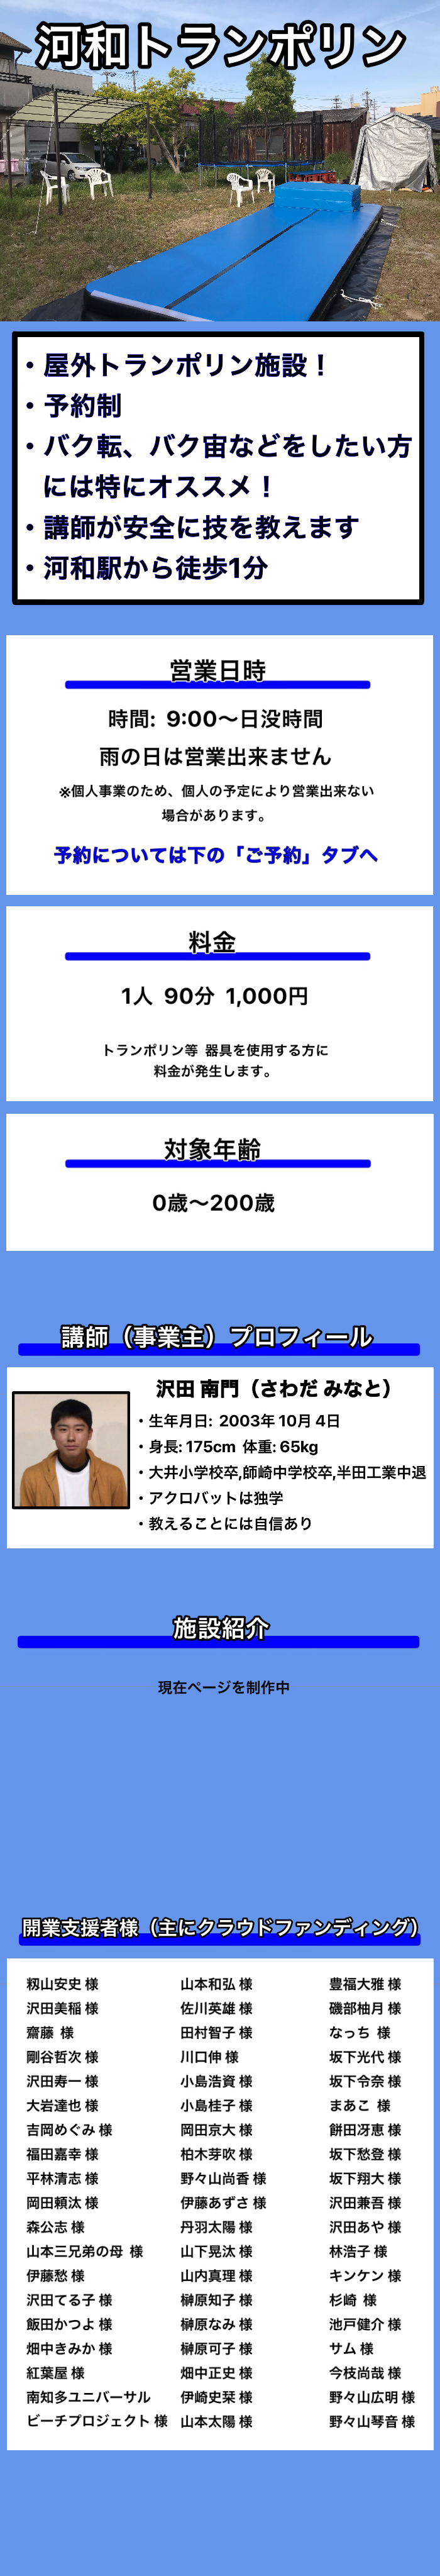 河和トランポリン
・屋外トランポリン施設！
・予約制
・バク転、バク宙などをしたい方
には特にオススメ！
・講師が安全に技を教えます
・河和駅から徒歩1分
営業日時
時間: 9:00〜日没時間
雨の日は営業出来ません
※個人事業のため、個人の予定により営業出来ない
場合があります。
予約については下の「ご予約」タブへ
料金
1人 90分 1,000円
トランポリン等 器具を使用する方に
料金が発生します。
対象年齢
0歳〜200歳
講師（事業主）プロフィール
沢田 南門（さわだ みなと）
・生年月日: 2003年 10月 4日
・身長: 175cm 体重: 65kg
・大井小学校卒,師崎中学校卒,半田工業中退
・アクロバットは独学
・教えることには自信あり
施設紹介
現在ページを制作中
開業支援者様（主にクラウドファンディング）
籾山安史 様 山本和弘 様 豊福大雅 様
沢田美稲 様 佐川英雄 様 磯部柚月 様
齋藤 様 田村智子 様 なっち 様
剛谷哲次 様 川口伸 様 坂下光代 様
沢田寿一 様 小島浩資 様 坂下令奈 様
大岩達也 様 小島桂子 様 まあこ 様
吉岡めぐみ 様 岡田京大 様 餅田冴恵 様
福田嘉幸 様 柏木芽吹 様 坂下愁登 様
平林清志 様 野々山尚香 様 坂下翔大 様
岡田頼汰 様 伊藤あずさ 様 沢田兼吾 様
森公志 様 丹羽太陽 様 沢田あや 様
山本三兄弟の母 様 山下晃汰 様 林浩子 様
伊藤愁 様 山内真理 様 キンケン 様
沢田てる子 様 榊原知子 様 杉崎 様
飯田かつよ 様 榊原なみ 様 池戸健介 様
畑中きみか 様 榊原可子 様 サム 様
紅葉屋 様 畑中正史 様 今枝尚哉 様
南知多ユニバーサル 伊崎史栞 様 野々山広明 様
ビーチプロジェクト 様 山本太陽 様 野々山琴音 様